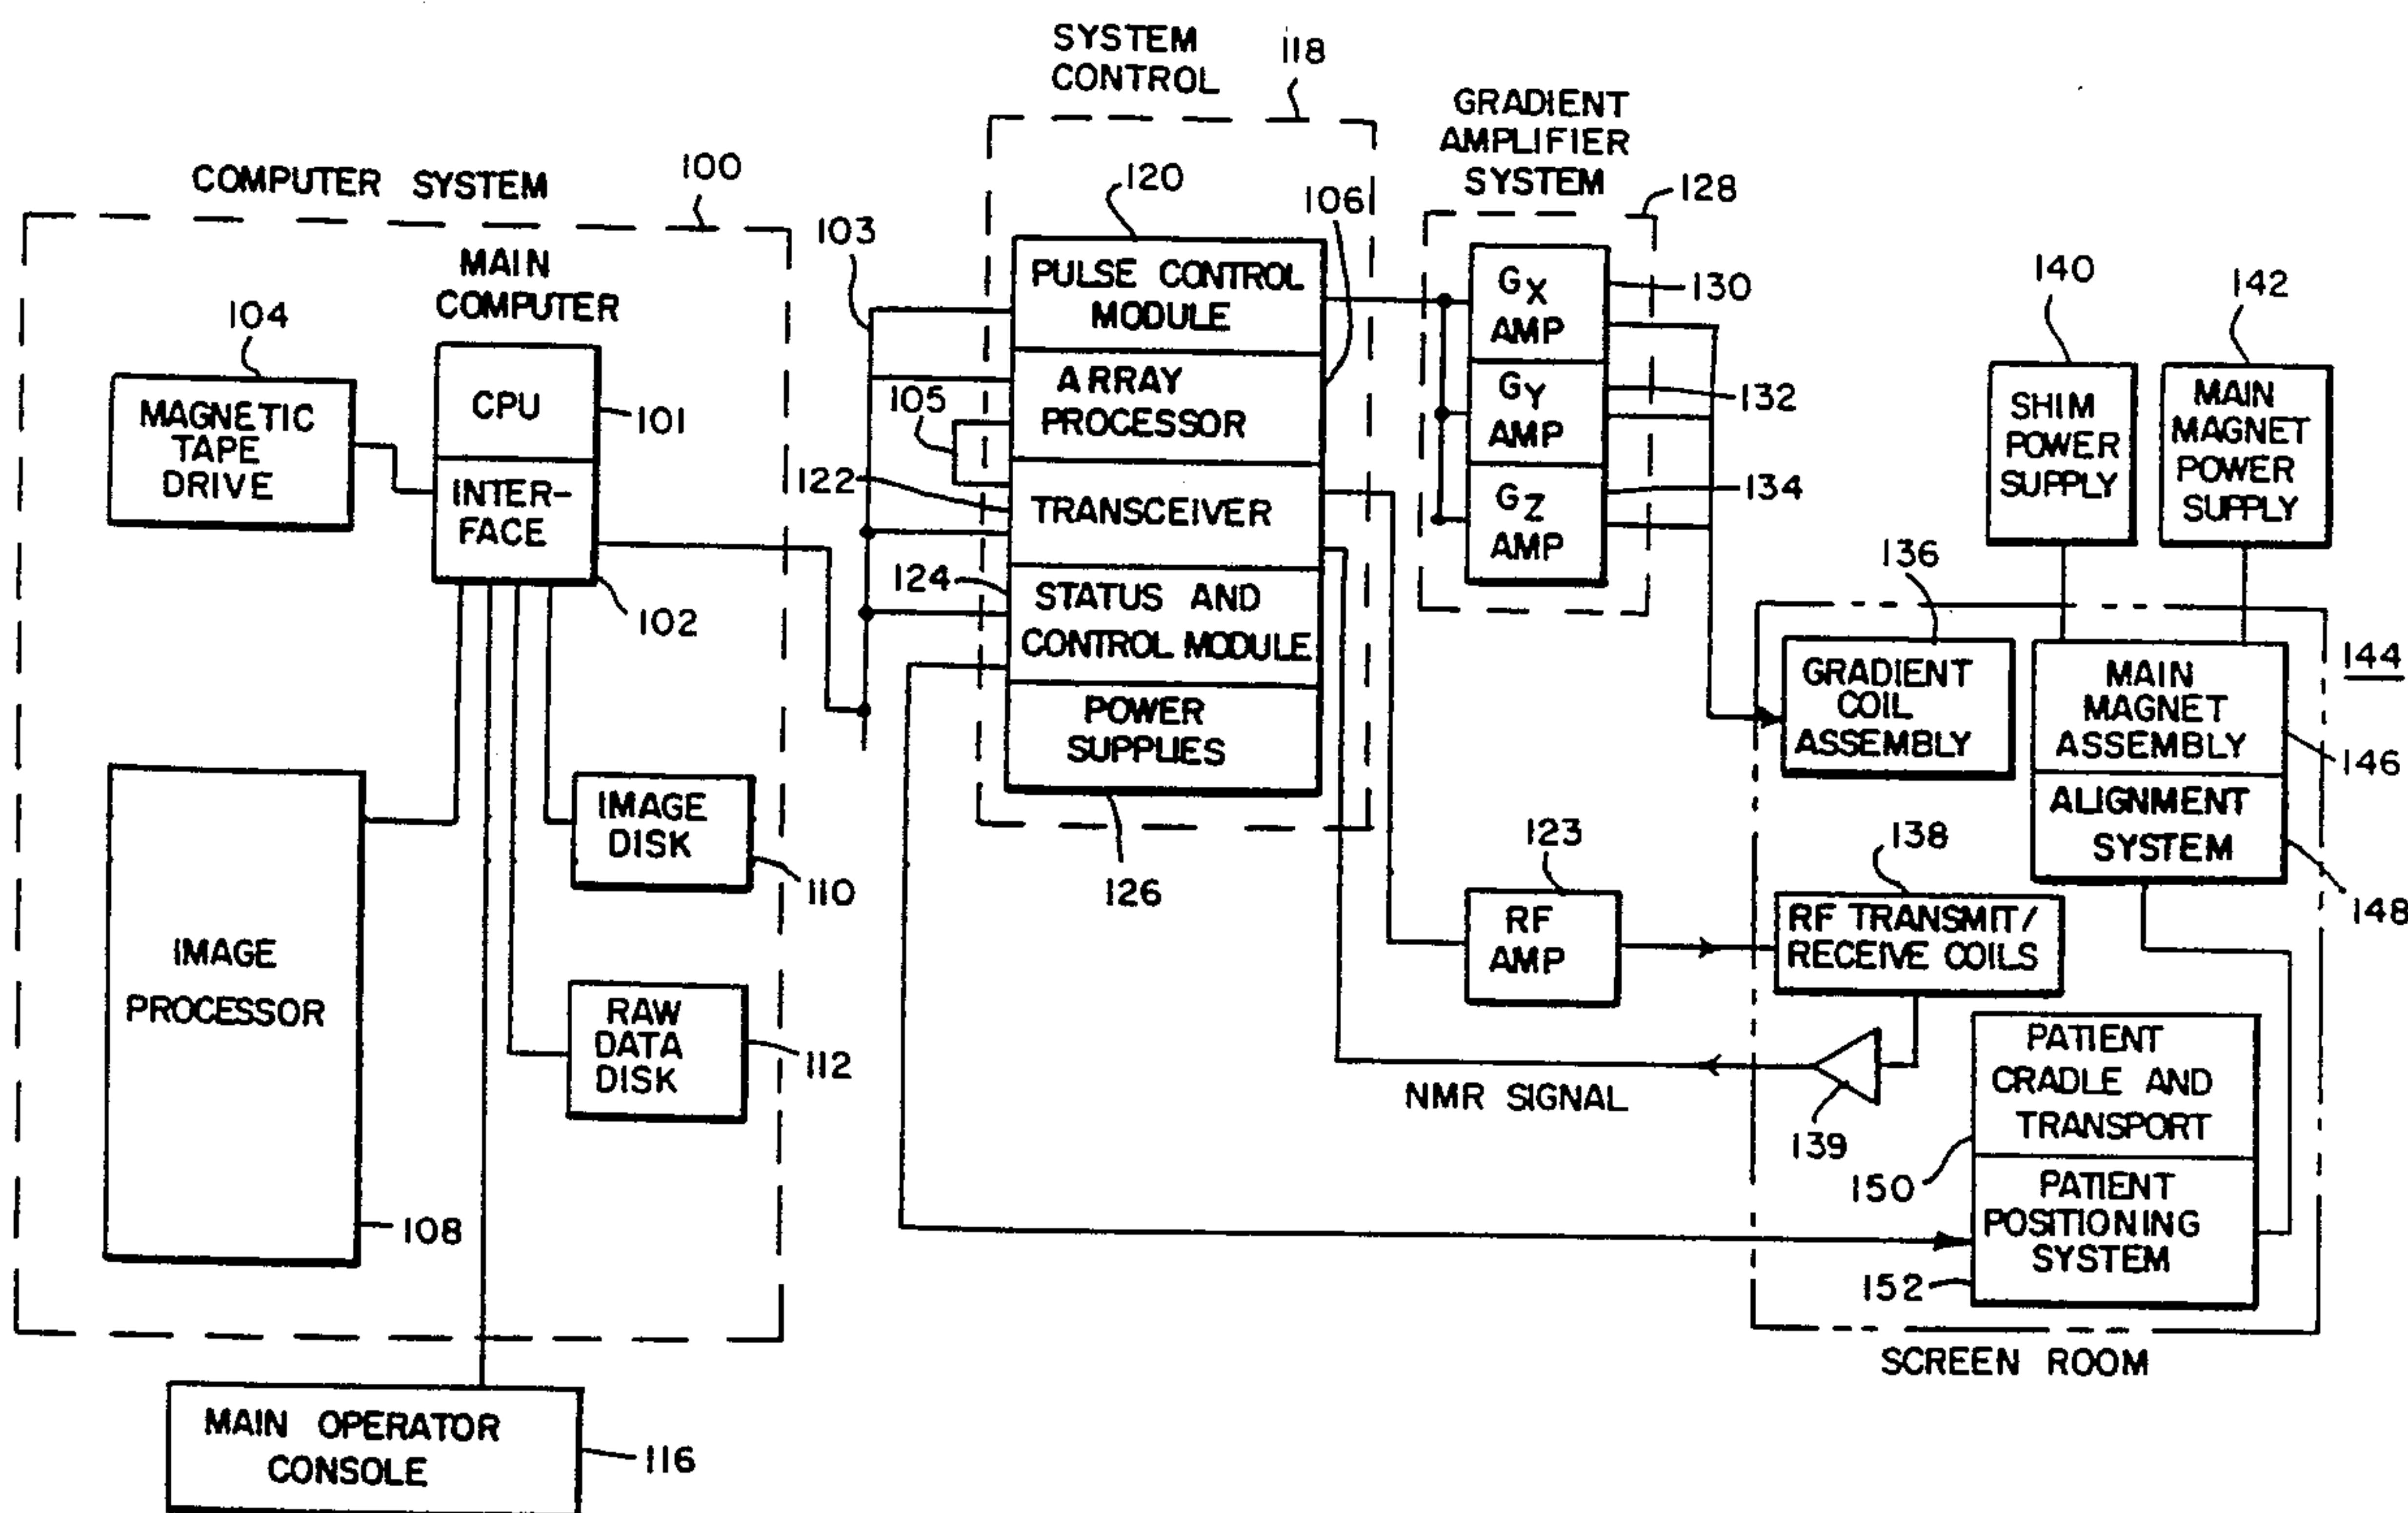 SYSTEM
CONTROL
118
GRADIENT
AMPLIFIER
SYSTEM
128
COMPUTER SYSTEM
100
MAIN
COMPUTER
104
MAGNETIC
TAPE
DRIVE
CPU
101
INTER-
FACE
102
103
105
120
106
PULSE CONTROL
MODULE
ARRAY
PROCESSOR
122
TRANSCEIVER
124
STATUS AND
CONTROL MODULE
POWER
SUPPLIES
126
GX
AMP
130
GY
AMP
132
GZ
AMP
134
140
SHIM
POWER
SUPPLY
142
MAIN
MAGNET
POWER
SUPPLY
136
GRADIENT
COIL
ASSEMBLY
144
MAIN
MAGNET
ASSEMBLY
146
ALIGNMENT
SYSTEM
148
IMAGE
PROCESSOR
108
IMAGE
DISK
110
RAW
DATA
DISK
112
123
RF
AMP
138
RF TRANSMIT/
RECEIVE COILS
NMR SIGNAL
139
PATIENT
CRADLE AND
TRANSPORT
150
PATIENT
POSITIONING
SYSTEM
152
SCREEN ROOM
MAIN OPERATOR
CONSOLE
116